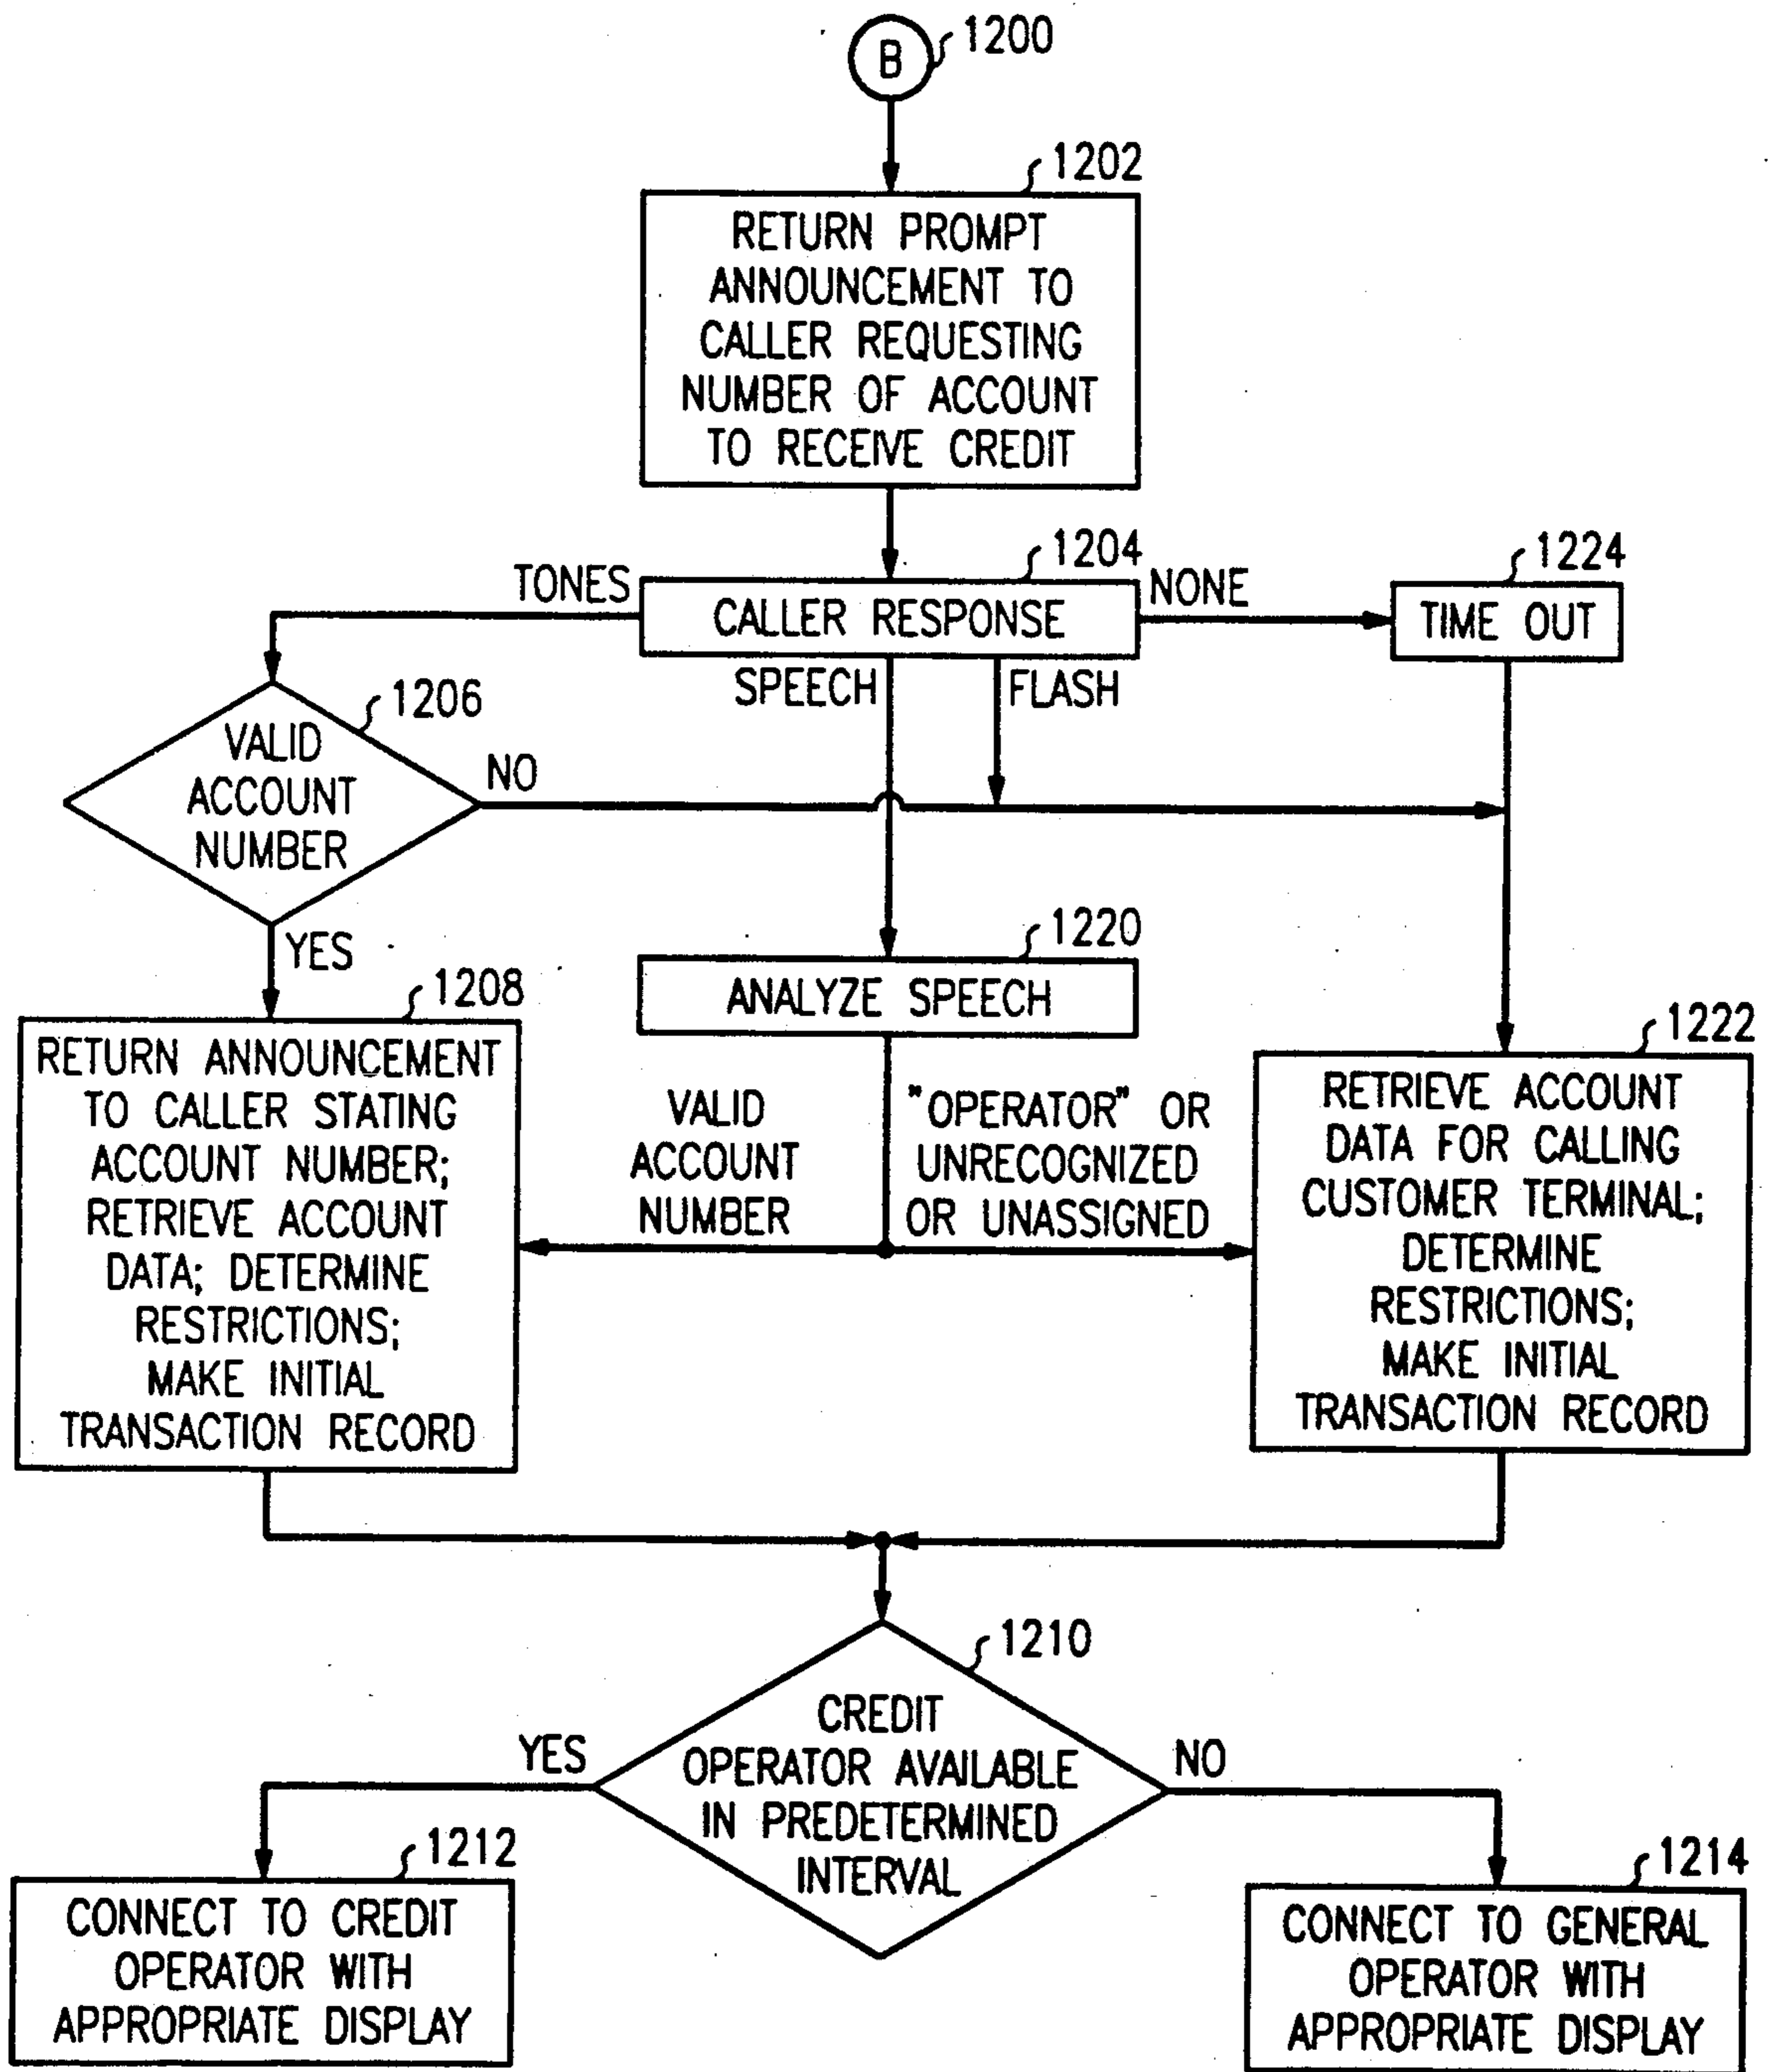 B
1200
1202
RETURN PROMPT
ANNOUNCEMENT TO
CALLER REQUESTING
NUMBER OF ACCOUNT
TO RECEIVE CREDIT
1204
CALLER RESPONSE
TONES
NONE
1224
TIME OUT
SPEECH
FLASH
1206
VALID
ACCOUNT
NUMBER
NO
YES
1220
ANALYZE SPEECH
1208
RETURN ANNOUNCEMENT
TO CALLER STATING
ACCOUNT NUMBER;
RETRIEVE ACCOUNT
DATA; DETERMINE
RESTRICTIONS;
MAKE INITIAL
TRANSACTION RECORD
VALID
ACCOUNT
NUMBER
"OPERATOR" OR
UNRECOGNIZED
OR UNASSIGNED
1222
RETRIEVE ACCOUNT
DATA FOR CALLING
CUSTOMER TERMINAL;
DETERMINE
RESTRICTIONS;
MAKE INITIAL
TRANSACTION RECORD
1210
CREDIT
OPERATOR AVAILABLE
IN PREDETERMINED
INTERVAL
YES
NO
1212
CONNECT TO CREDIT
OPERATOR WITH
APPROPRIATE DISPLAY
1214
CONNECT TO GENERAL
OPERATOR WITH
APPROPRIATE DISPLAY